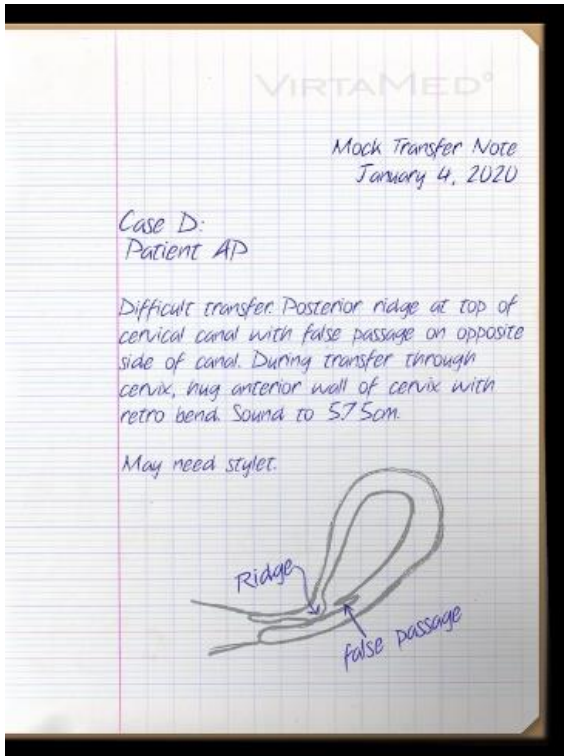 VIRTAMED°
Mock Transfer Note
January 4, 2020
Case D:
Patient AP
Difficult transfer. Posterior ridge at top of
cervical canal with false passage on opposite
side of canal. During transfer through
cervix, hug anterior wall of cervix with
retro bend. Sound to 5.75cm.
May need stylet.
Ridge
false passage